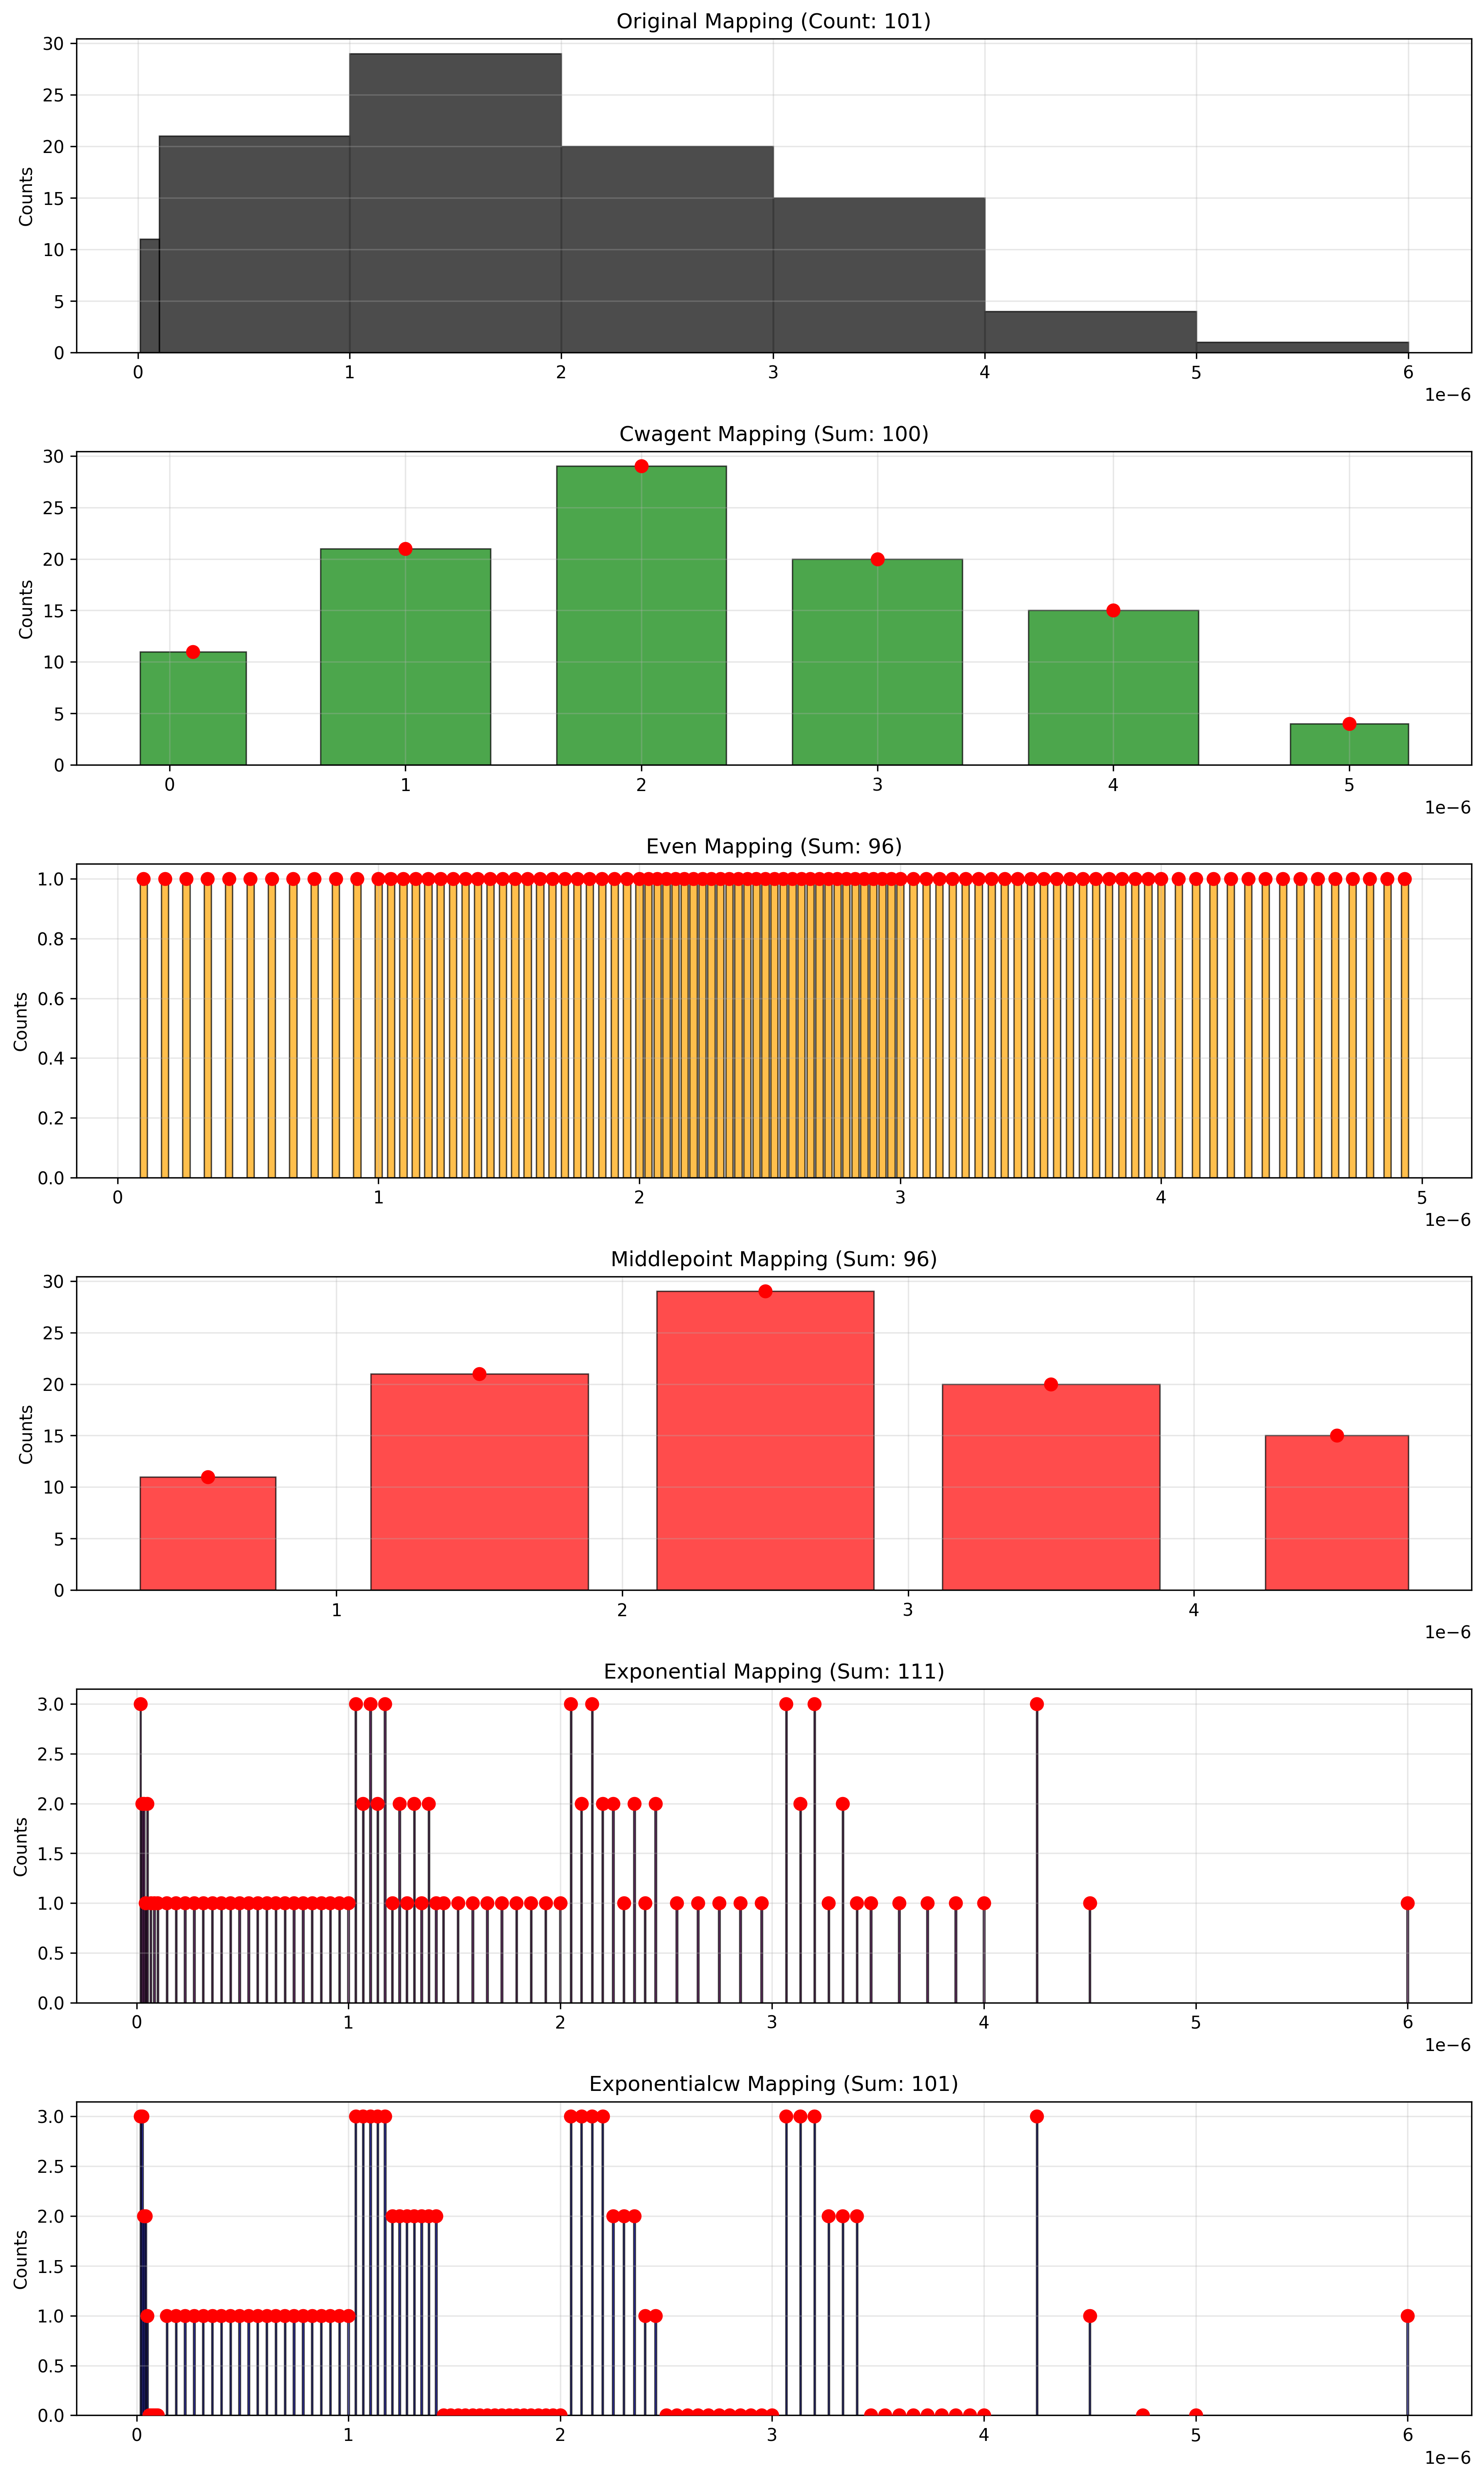 Original Mapping (Count: 101)
30
25
20
15
10
5
0
Counts
0 1 2 3 4 5 6
1e−6
Cwagent Mapping (Sum: 100)
30
25
20
15
10
5
0
Counts
0 1 2 3 4 5
1e−6
Even Mapping (Sum: 96)
1.0
0.8
0.6
0.4
0.2
0.0
Counts
0 1 2 3 4 5
1e−6
Middlepoint Mapping (Sum: 96)
30
25
20
15
10
5
0
Counts
1 2 3 4
1e−6
Exponential Mapping (Sum: 111)
3.0
2.5
2.0
1.5
1.0
0.5
0.0
Counts
0 1 2 3 4 5 6
1e−6
Exponentialcw Mapping (Sum: 101)
3.0
2.5
2.0
1.5
1.0
0.5
0.0
Counts
0 1 2 3 4 5 6
1e−6